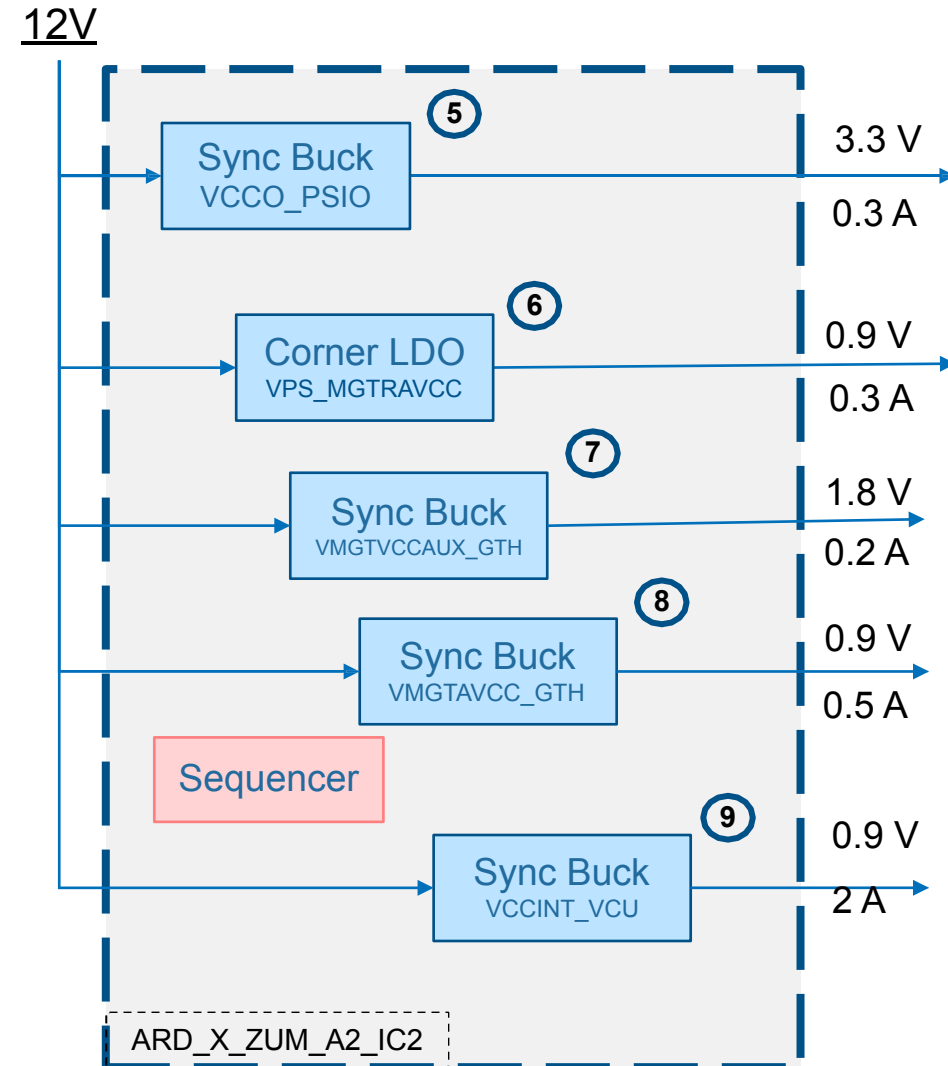 12V
5
Sync Buck
VCCO_PSIO
3.3 V
0.3 A
6
Corner LDO
VPS_MGTRAVCC
0.9 V
0.3 A
7
Sync Buck
VMGTVCCAUX_GTH
1.8 V
0.2 A
8
Sync Buck
VMGTAVCC_GTH
0.9 V
0.5 A
Sequencer
9
Sync Buck
VCCINT_VCU
0.9 V
2 A
ARD_X_ZUM_A2_IC2